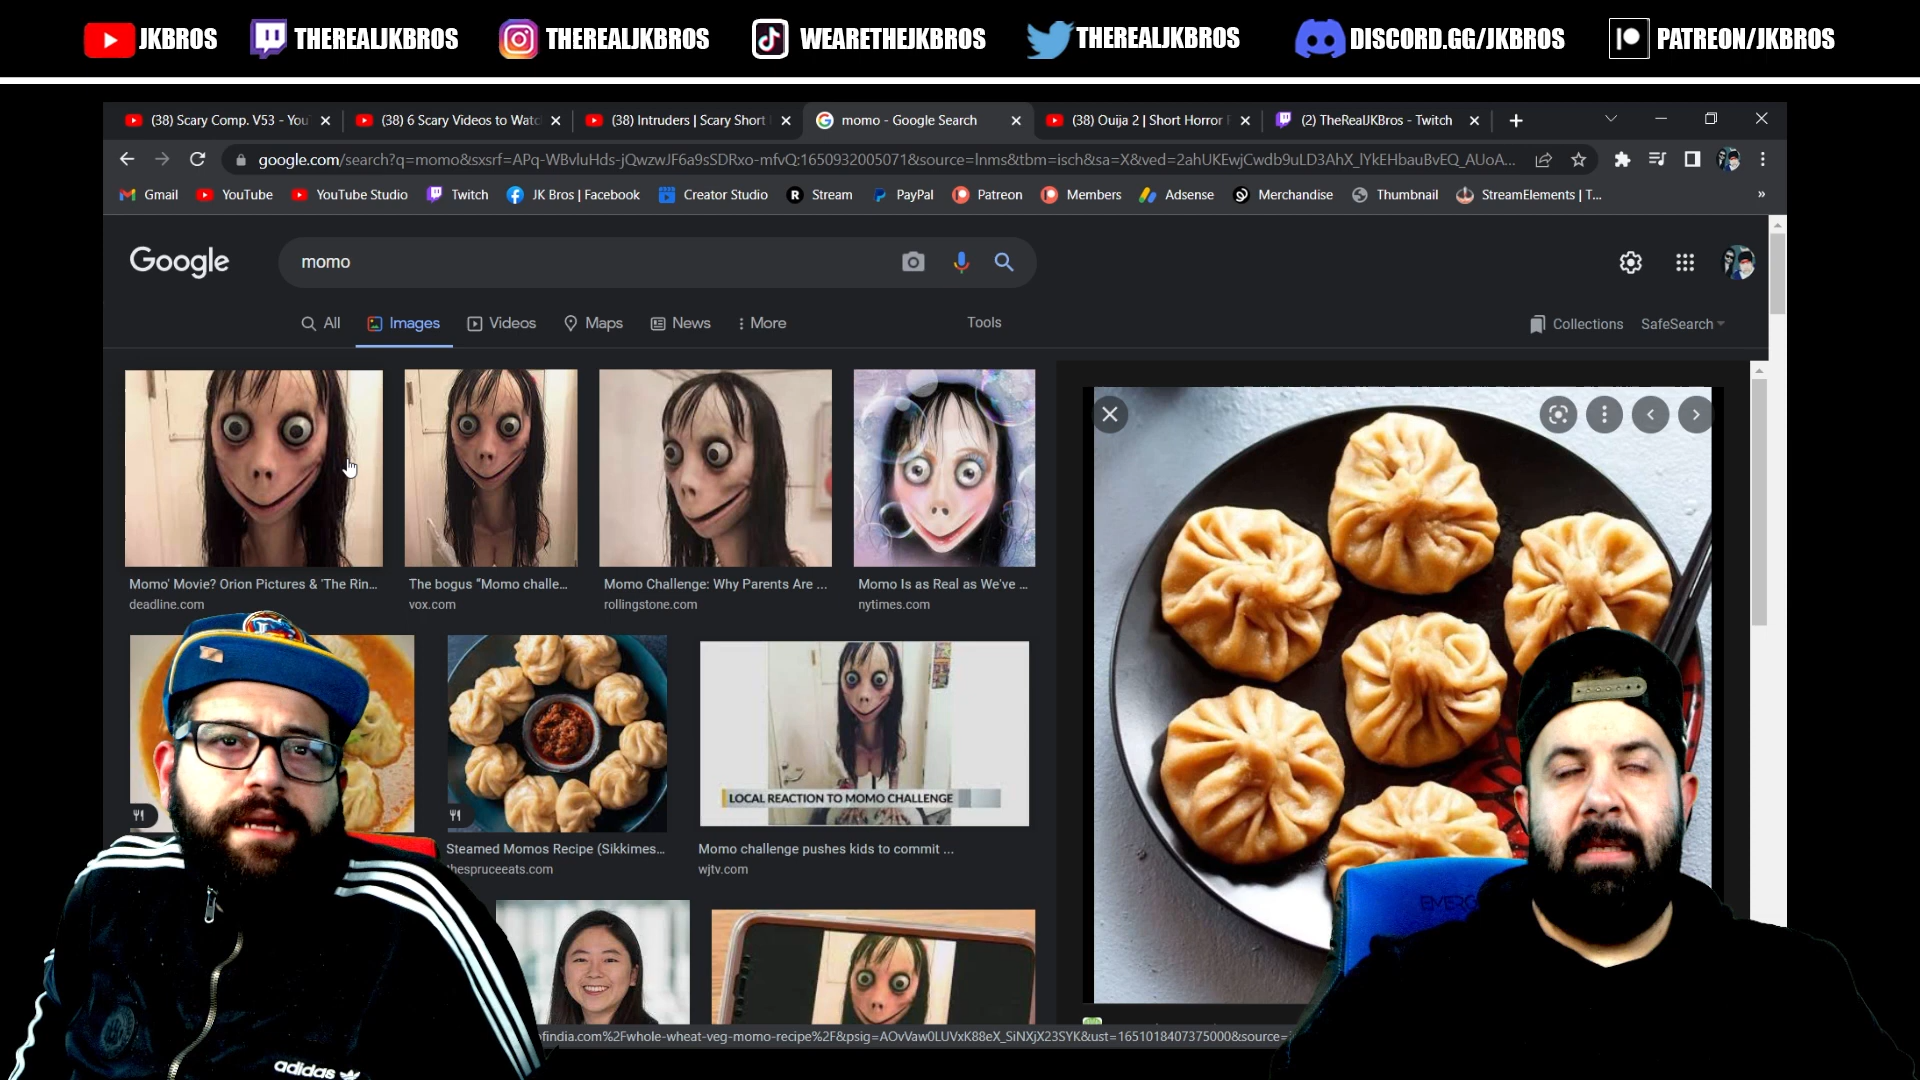 JKBROS THEREALJKBROS THEREALJKBROS WEARETHEJKBROS THEREALJKBROS DISCORD.GG/JKBROS PATREON/JKBROS
(38) Scary Comp. V53 - You (38) 6 Scary Videos to Watc (38) Intruders | Scary Short momo - Google Search (38) Ouija 2 | Short Horror F (2) TheRealJKBros - Twitch
google.com/search?q=momo&sxsrf=APq-WBvluHds-jQwzwJF6a9sSDRxo-mfvQ:1650932005071&source=lnms&tbm=isch&sa=X&ved=2ahUKEwjCwdb9uLD3AhX_lYkEHbauBvEQ_AUoA...
Gmail YouTube YouTube Studio Twitch JK Bros | Facebook Creator Studio Stream PayPal Patreon Members Adsense Merchandise Thumbnail StreamElements | T... »
Google momo
All Images Videos Maps News More Tools Collections SafeSearch
Momo' Movie? Orion Pictures & 'The Rin... The bogus "Momo challe... Momo Challenge: Why Parents Are ... Momo Is as Real as We've ...
deadline.com vox.com rollingstone.com nytimes.com
LOCAL REACTION TO MOMO CHALLENGE
Steamed Momos Recipe (Sikkimes... Momo challenge pushes kids to commit ...
thespruceeats.com wjtv.com
EMERG
findia.com%2Fwhole-wheat-veg-momo-recipe%2F&psig=AOvVaw0LUVxK88eX_SiNXjX23SYK&ust=1651018407375000&source=
adidas